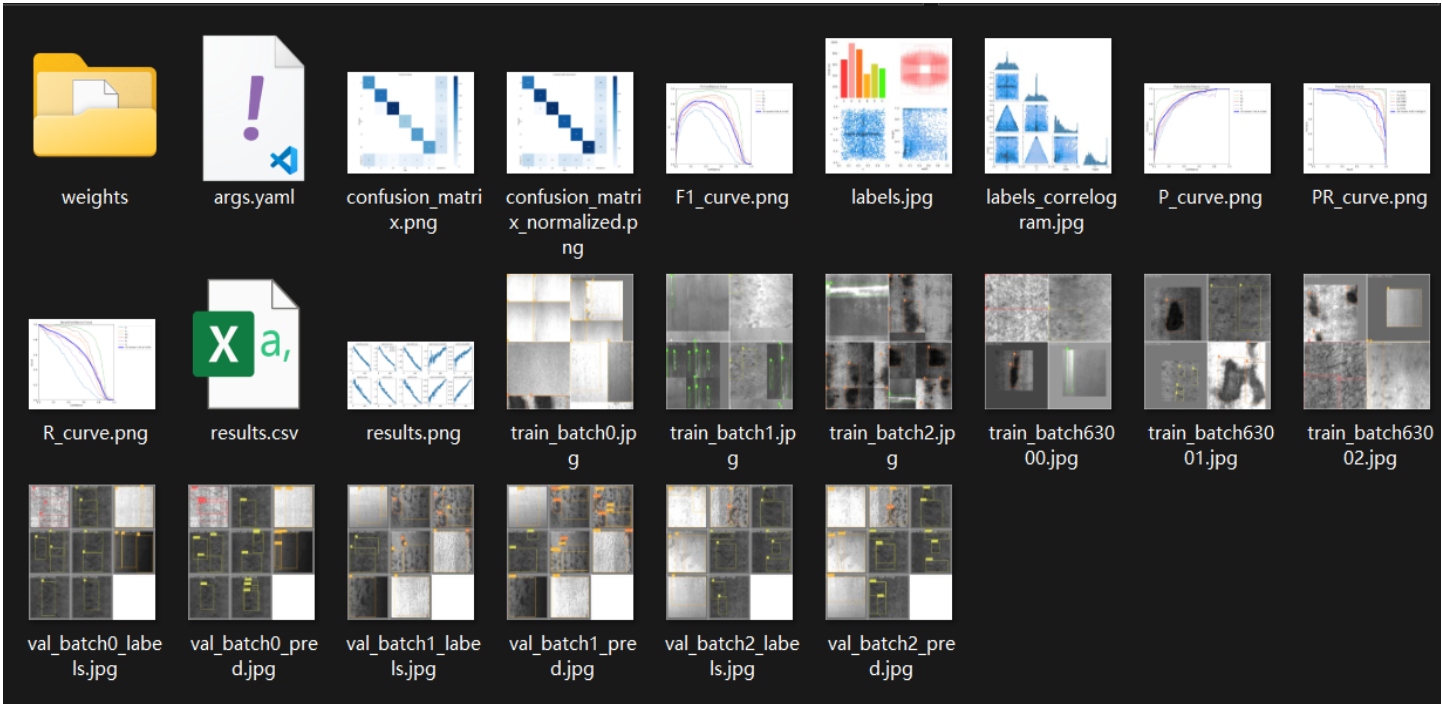 weights
args.yaml
confusion_matri
x.png
confusion_matri
x_normalized.p
ng
F1_curve.png
labels.jpg
labels_correlog
ram.jpg
P_curve.png
PR_curve.png
R_curve.png
results.csv
results.png
train_batch0.jp
g
train_batch1.jp
g
train_batch2.jp
g
train_batch630
00.jpg
train_batch630
01.jpg
train_batch630
02.jpg
val_batch0_labe
ls.jpg
val_batch0_pre
d.jpg
val_batch1_labe
ls.jpg
val_batch1_pre
d.jpg
val_batch2_labe
ls.jpg
val_batch2_pre
d.jpg